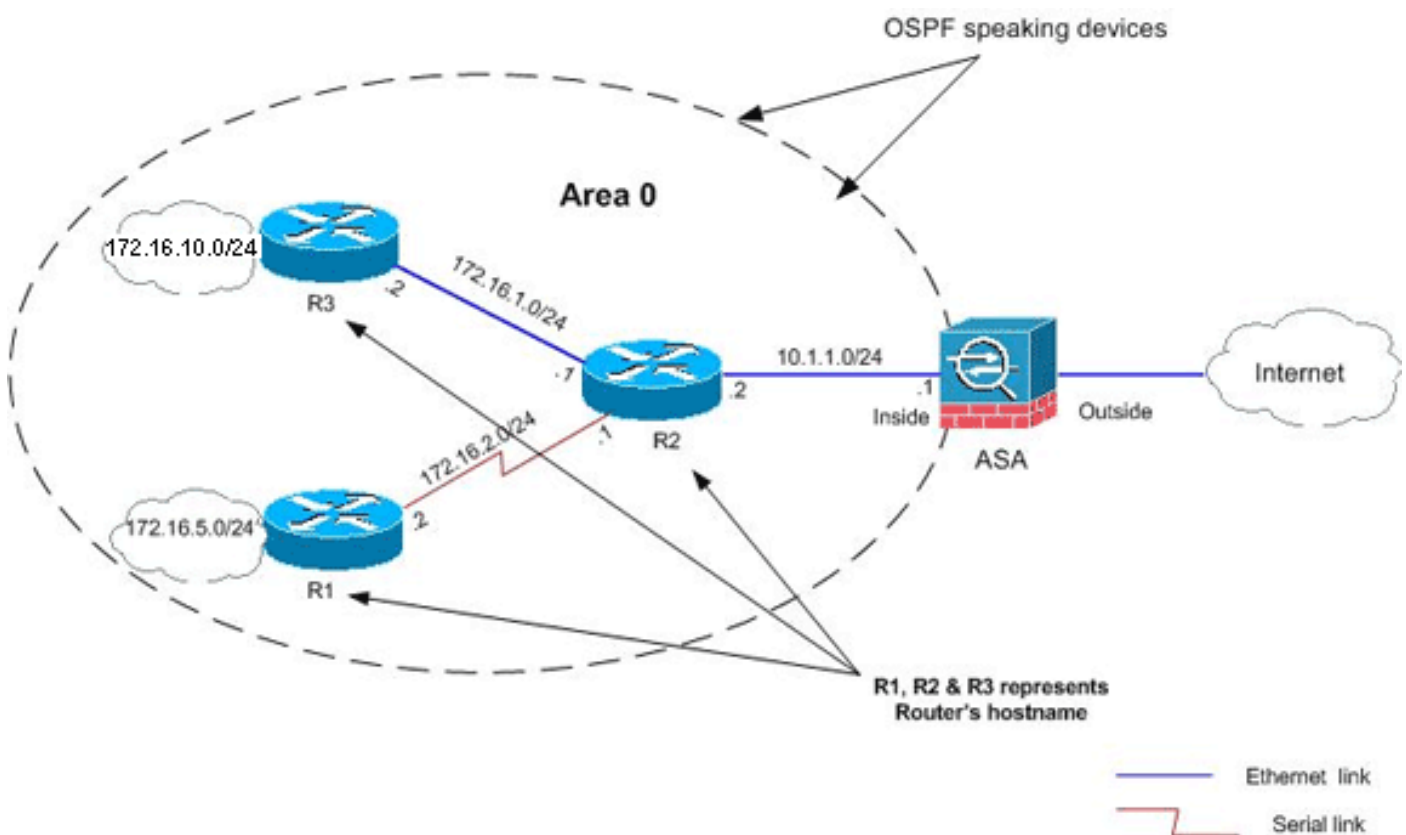 OSPF speaking devices
Area 0
172.16.10.0/24
R3
.2
172.16.1.0/24
.1
R2
.2
10.1.1.0/24
.1
Inside
Outside
ASA
Internet
172.16.2.0/24
.1
.2
172.16.5.0/24
R1
R1, R2 & R3 represents
Router's hostname
Ethernet link
Serial link